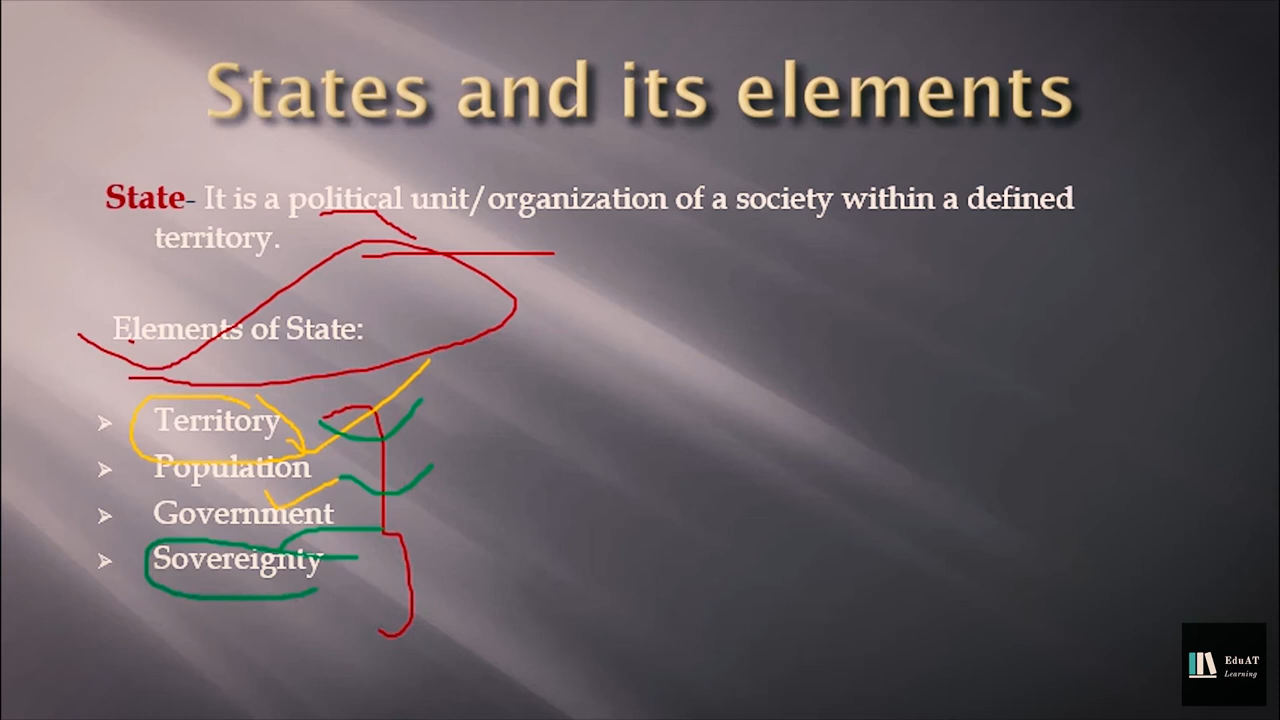 States and its elements
State- It is a political unit/organization of a society within a defined
territory.
Elements of State:
Territory
Population
Government
Sovereignty
EduAT
Learning